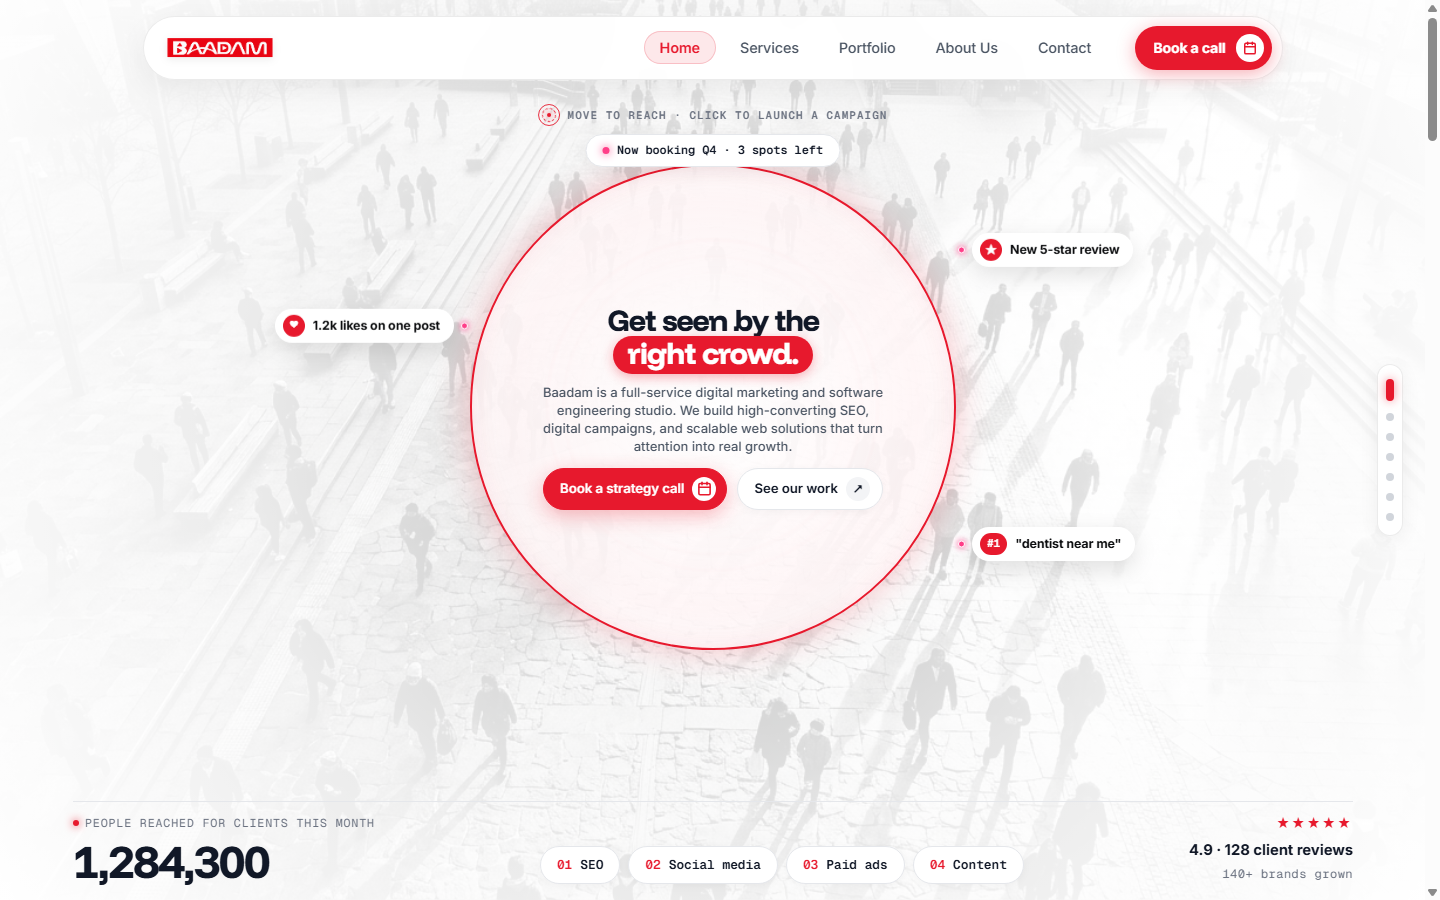 BAADAM
Home
Services
Portfolio
About Us
Contact
Book a call
MOVE TO REACH · CLICK TO LAUNCH A CAMPAIGN
Now booking Q4 · 3 spots left
New 5-star review
1.2k likes on one post
Get seen by the
right crowd.
Baadam is a full-service digital marketing and software
engineering studio. We build high-converting SEO,
digital campaigns, and scalable web solutions that turn
attention into real growth.
Book a strategy call
See our work ↗
#1 "dentist near me"
PEOPLE REACHED FOR CLIENTS THIS MONTH
1,284,300
01 SEO
02 Social media
03 Paid ads
04 Content
★★★★★
4.9 · 128 client reviews
140+ brands grown